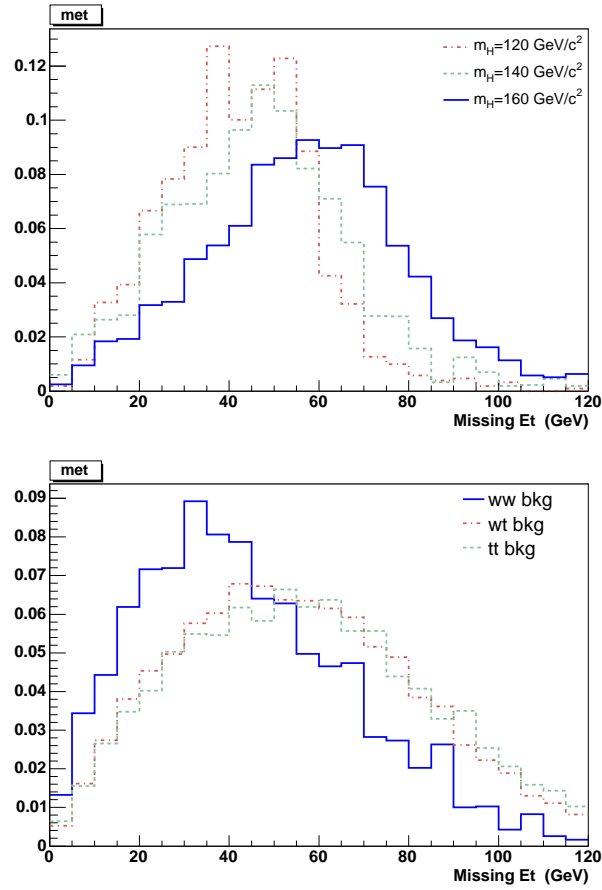 met
m_H=120 GeV/c²
m_H=140 GeV/c²
m_H=160 GeV/c²
0.12
0.1
0.08
0.06
0.04
0.02
0
0 20 40 60 80 100 120
Missing Et (GeV)
met
ww bkg
wt bkg
tt bkg
0.09
0.08
0.07
0.06
0.05
0.04
0.03
0.02
0.01
0
0 20 40 60 80 100 120
Missing Et (GeV)